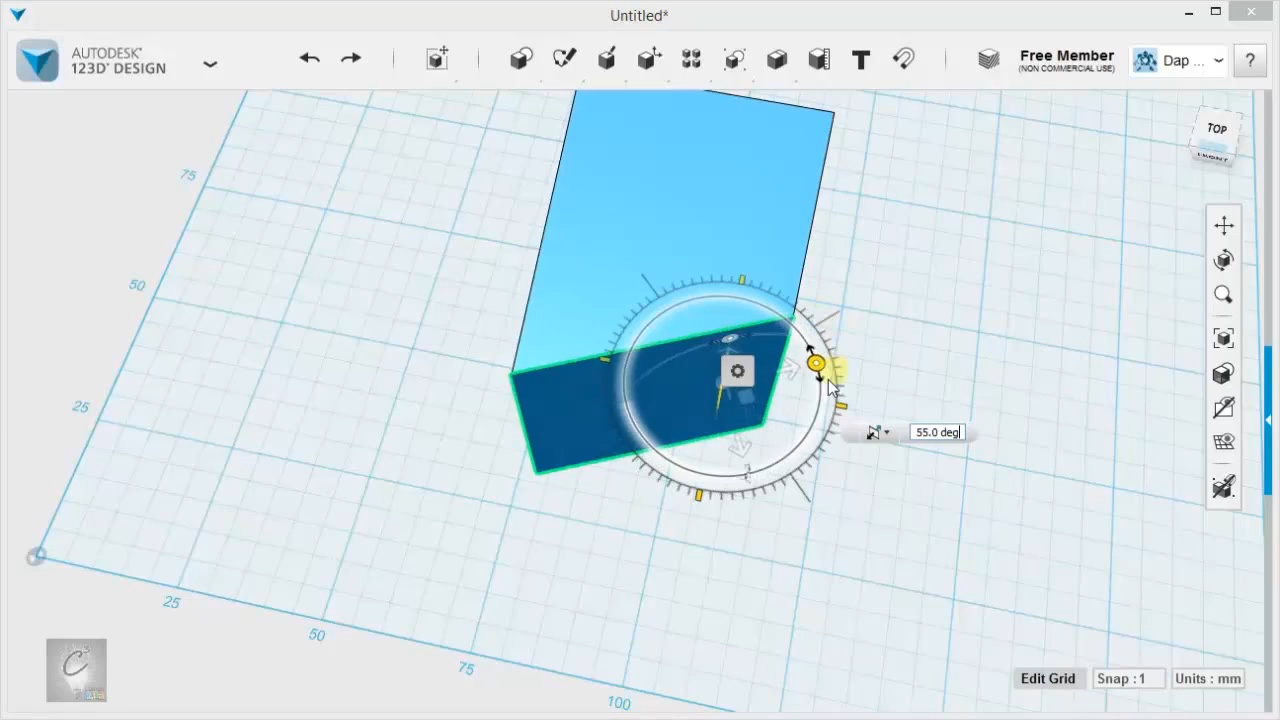 Untitled*
AUTODESK®
123D® DESIGN
T
Free Member
(NON COMMERCIAL USE)
Dap ...
?
TOP
FRONT
75
50
25
25
50
75
100
55.0 deg
Edit Grid
Snap : 1
Units : mm